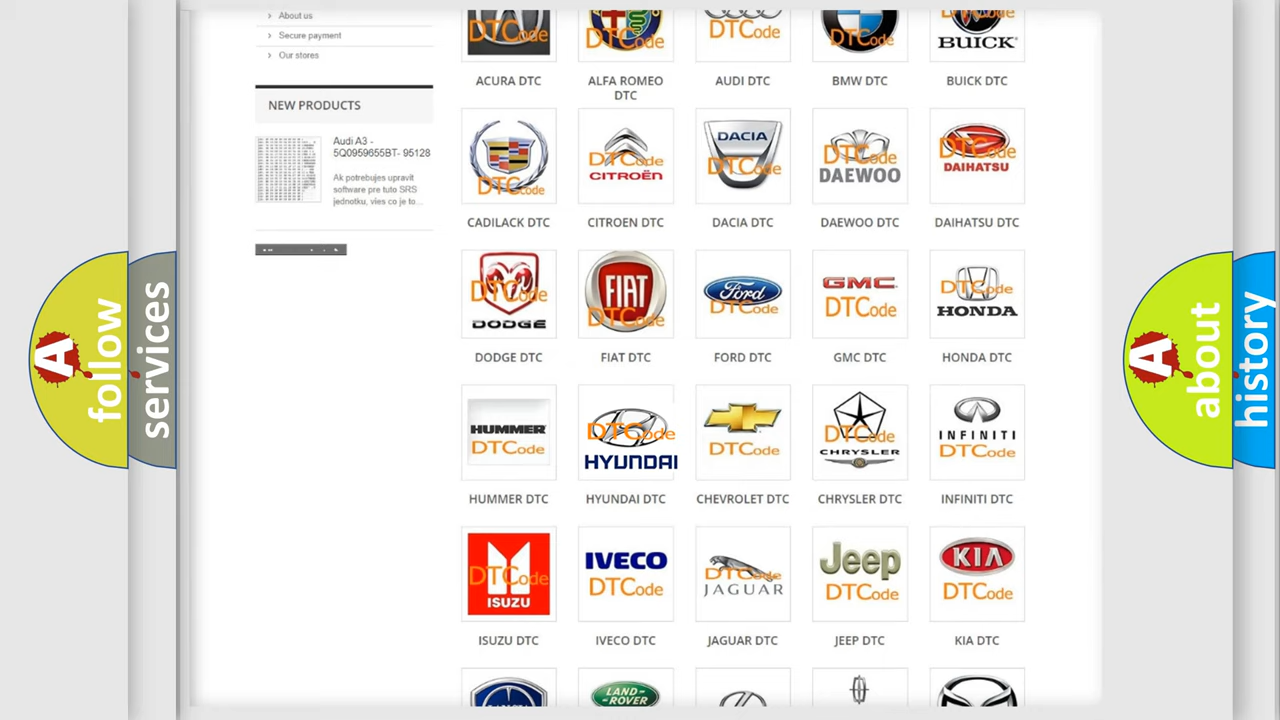 About us
Secure payment
Our stores
NEW PRODUCTS
Audi A3 -
5Q0959655BT- 95128
Ak potrebujes upravit
software pre tuto SRS
jednotku, vies co je to...
DTCode
DTCode
DTCode
DTCode
BUICK
ACURA DTC
ALFA ROMEO
DTC
AUDI DTC
BMW DTC
BUICK DTC
DTCode
DTCode
CITROËN
DACIA
DTCode
DTCode
DAEWOO
DTCode
DAIHATSU
CADILACK DTC
CITROEN DTC
DACIA DTC
DAEWOO DTC
DAIHATSU DTC
DTCode
DODGE
FIAT
DTCode
Ford
DTCode
GMC
DTCode
DTCode
HONDA
DODGE DTC
FIAT DTC
FORD DTC
GMC DTC
HONDA DTC
HUMMER
DTCode
DTCode
HYUNDAI
DTCode
DTCode
CHRYSLER
INFINITI
DTCode
HUMMER DTC
HYUNDAI DTC
CHEVROLET DTC
CHRYSLER DTC
INFINITI DTC
DTCode
ISUZU
IVECO
DTCode
DTCode
JAGUAR
Jeep
DTCode
KIA
DTCode
ISUZU DTC
IVECO DTC
JAGUAR DTC
JEEP DTC
KIA DTC
LAND-
ROVER
A
follow
services
A
about
history